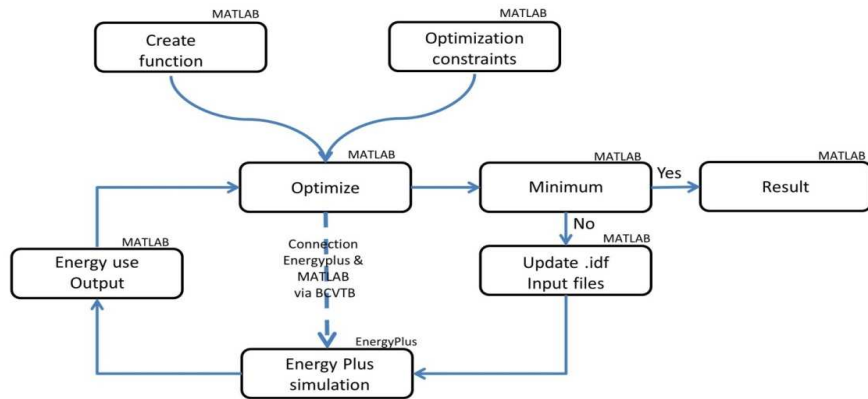 MATLAB
Create
function
MATLAB
Optimization
constraints
MATLAB
Optimize
MATLAB
Minimum
Yes
MATLAB
Result
No
MATLAB
Energy use
Output
Connection
Energyplus &
MATLAB
via BCVTB
MATLAB
Update .idf
Input files
EnergyPlus
Energy Plus
simulation